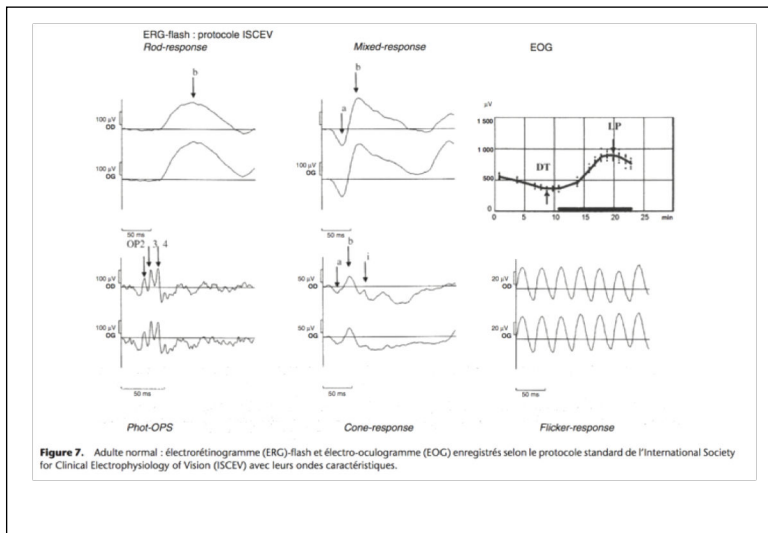 ERG-flash : protocole ISCEV
Rod-response
Mixed-response
EOG
b
100 µV
OD
100 µV
OG
50 ms
b
a
100 µV
OD
100 µV
OG
50 ms
µV
1 500
1 000
500
0
LP
DT
0 5 10 15 20 25 min
OP2 3 4
100 µV
OD
100 µV
OG
50 ms
b
a
i
50 µV
OD
50 µV
OG
50 ms
20 µV
OD
20 µV
OG
50 ms
Phot-OPS
Cone-response
Flicker-response
Figure 7. Adulte normal : électrorétinogramme (ERG)-flash et électro-oculogramme (EOG) enregistrés selon le protocole standard de l'International Society
for Clinical Electrophysiology of Vision (ISCEV) avec leurs ondes caractéristiques.